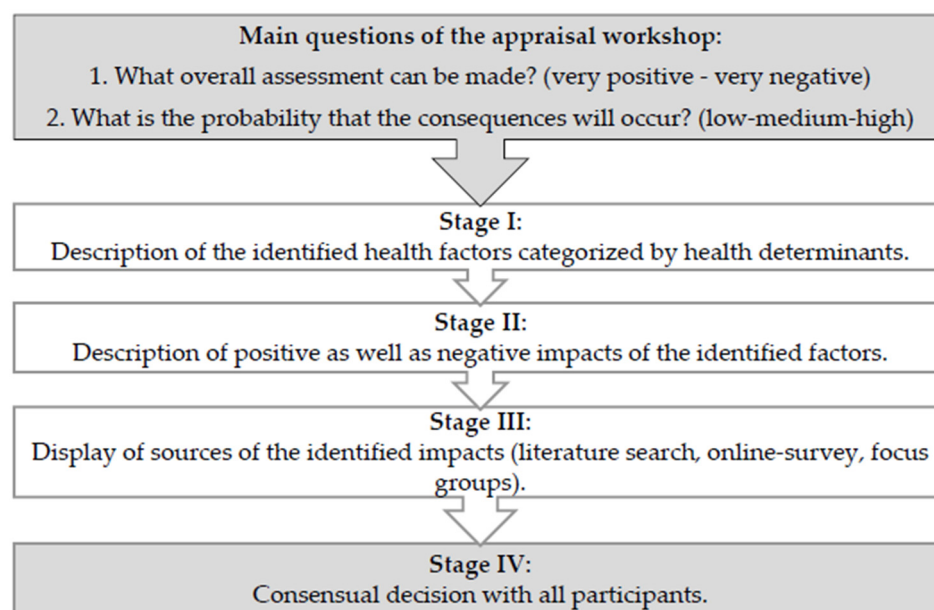 Main questions of the appraisal workshop:
1. What overall assessment can be made? (very positive - very negative)
2. What is the probability that the consequences will occur? (low-medium-high)
Stage I:
Description of the identified health factors categorized by health determinants.
Stage II:
Description of positive as well as negative impacts of the identified factors.
Stage III:
Display of sources of the identified impacts (literature search, online-survey, focus
groups).
Stage IV:
Consensual decision with all participants.